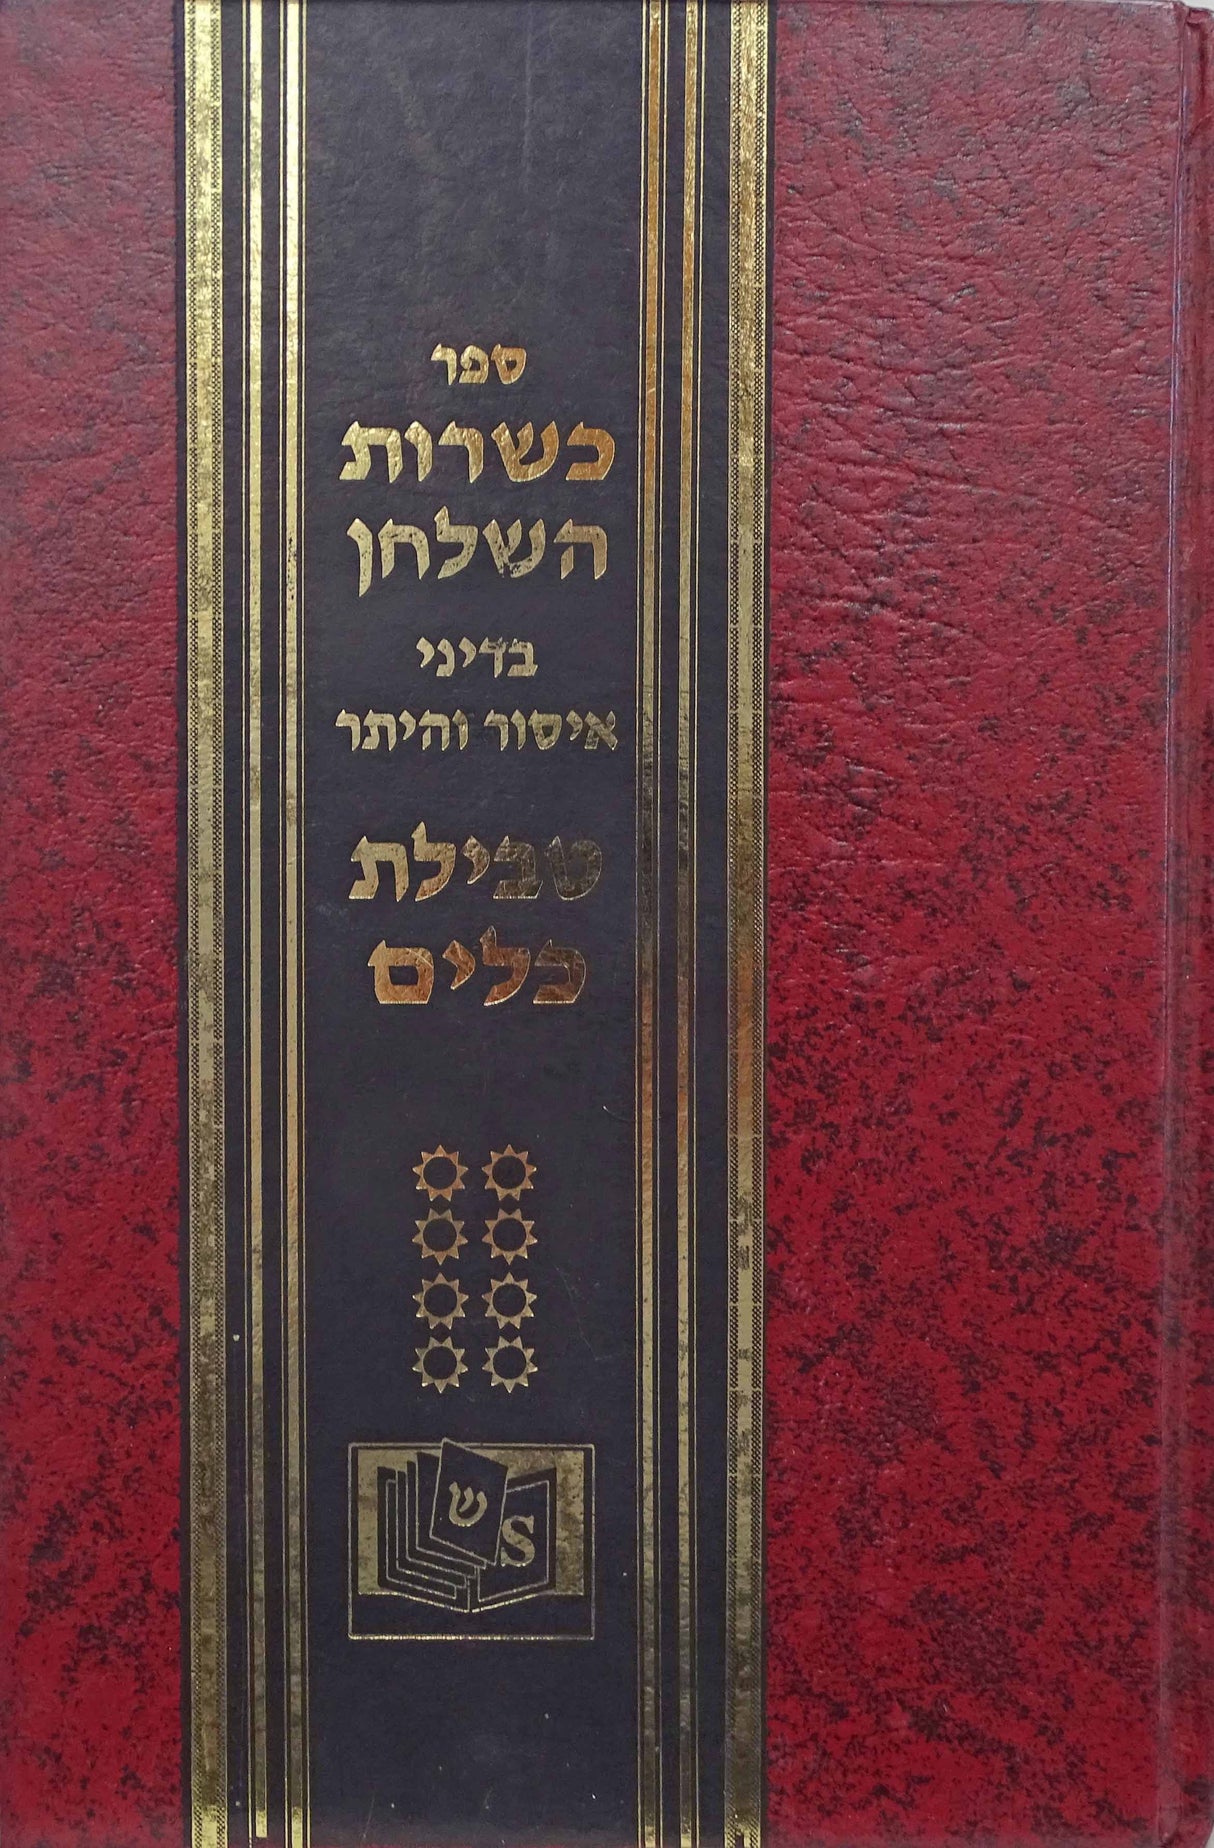 ספר
כשרות
השלחן
בדיני
איסור והיתר
טבילת
כלים
ש
S